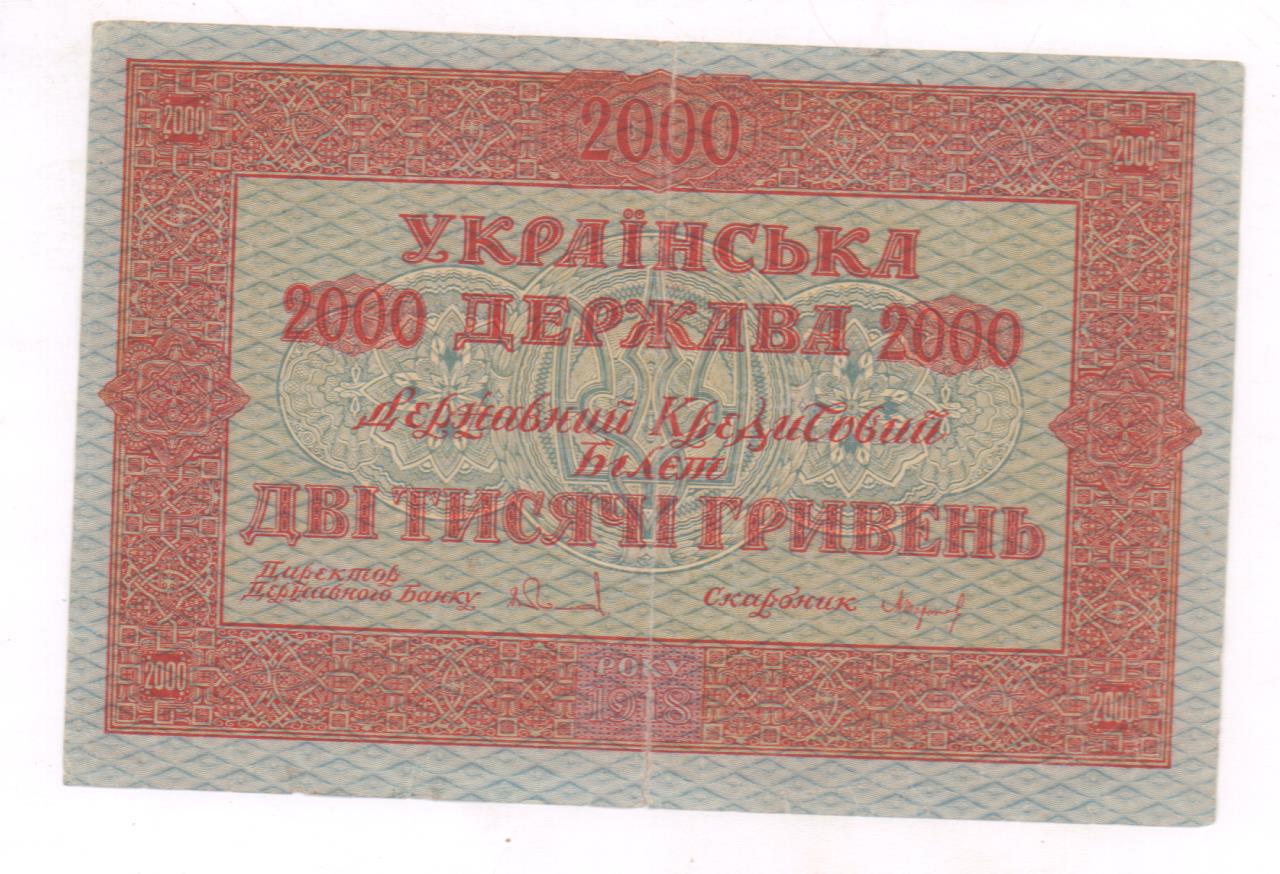 2000
2000 2000
УКРАЇНСЬКА
2000 ДЕРЖАВА 2000
Державний Кредитовий
Білет
ДВІ ТИСЯЧІ ГРИВЕНЬ
Директор
Державного Банку Скарбник
РОКУ
1918
2000 2000